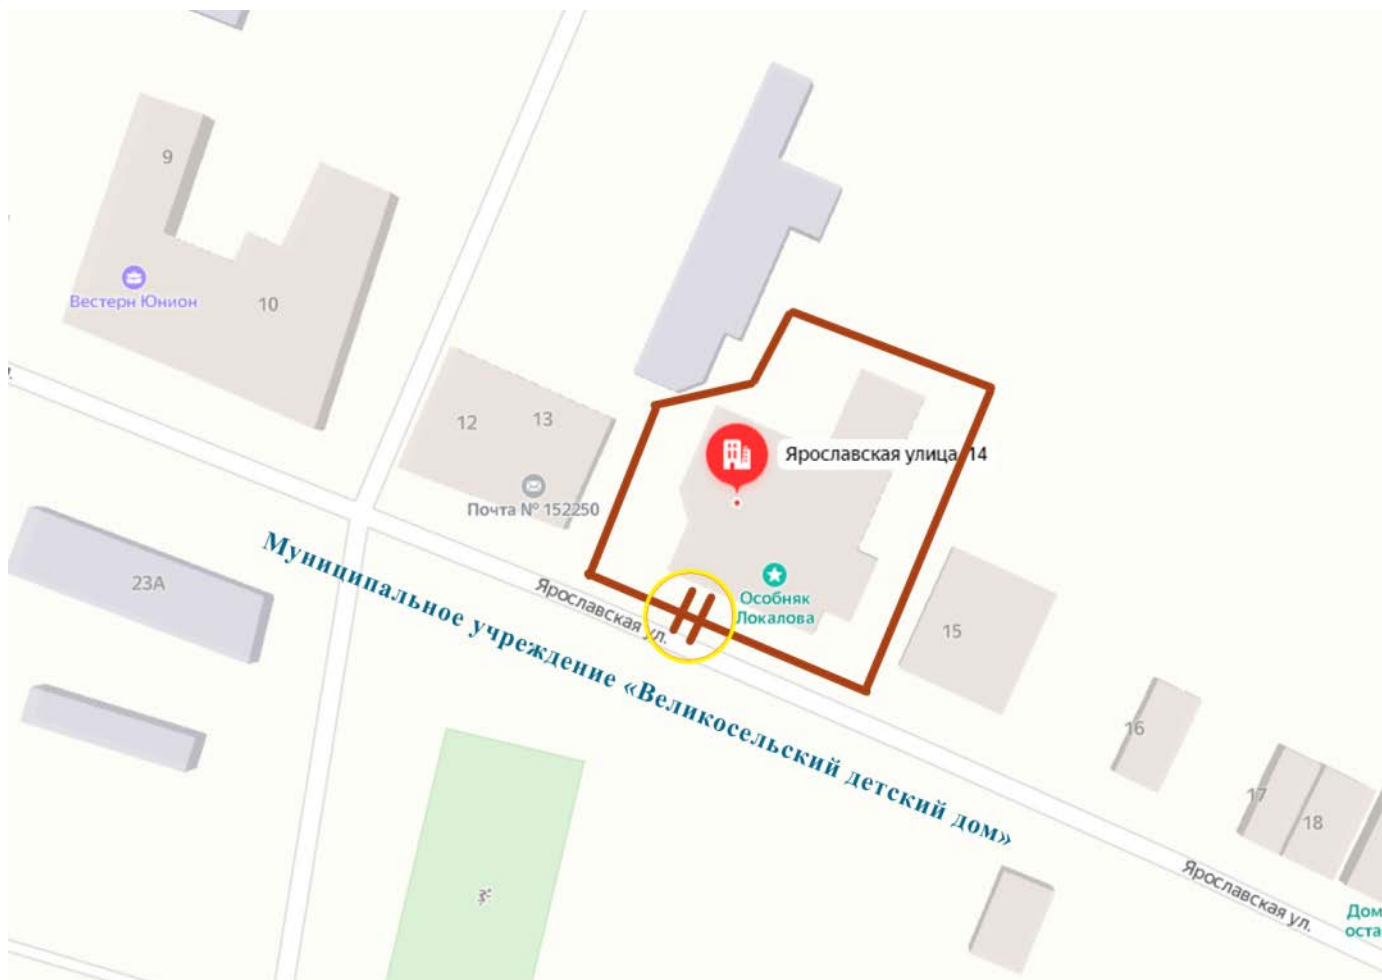 9
10
Вестерн Юнион
12
13
Почта № 152250
Ярославская улица, 14
23А
Муниципальное учреждение «Великосельский детский дом»
Ярославская ул.
Особняк
Локалова
15
16
17
18
Ярославская ул.
Дом
оста